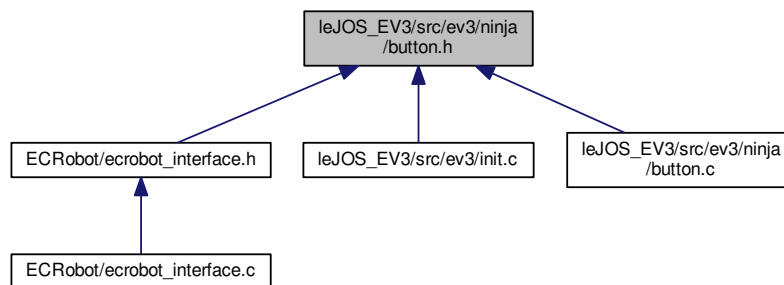 leJOS_EV3/src/ev3/ninja
/button.h
ECRobot/ecrobot_interface.h
leJOS_EV3/src/ev3/init.c
leJOS_EV3/src/ev3/ninja
/button.c
ECRobot/ecrobot_interface.c